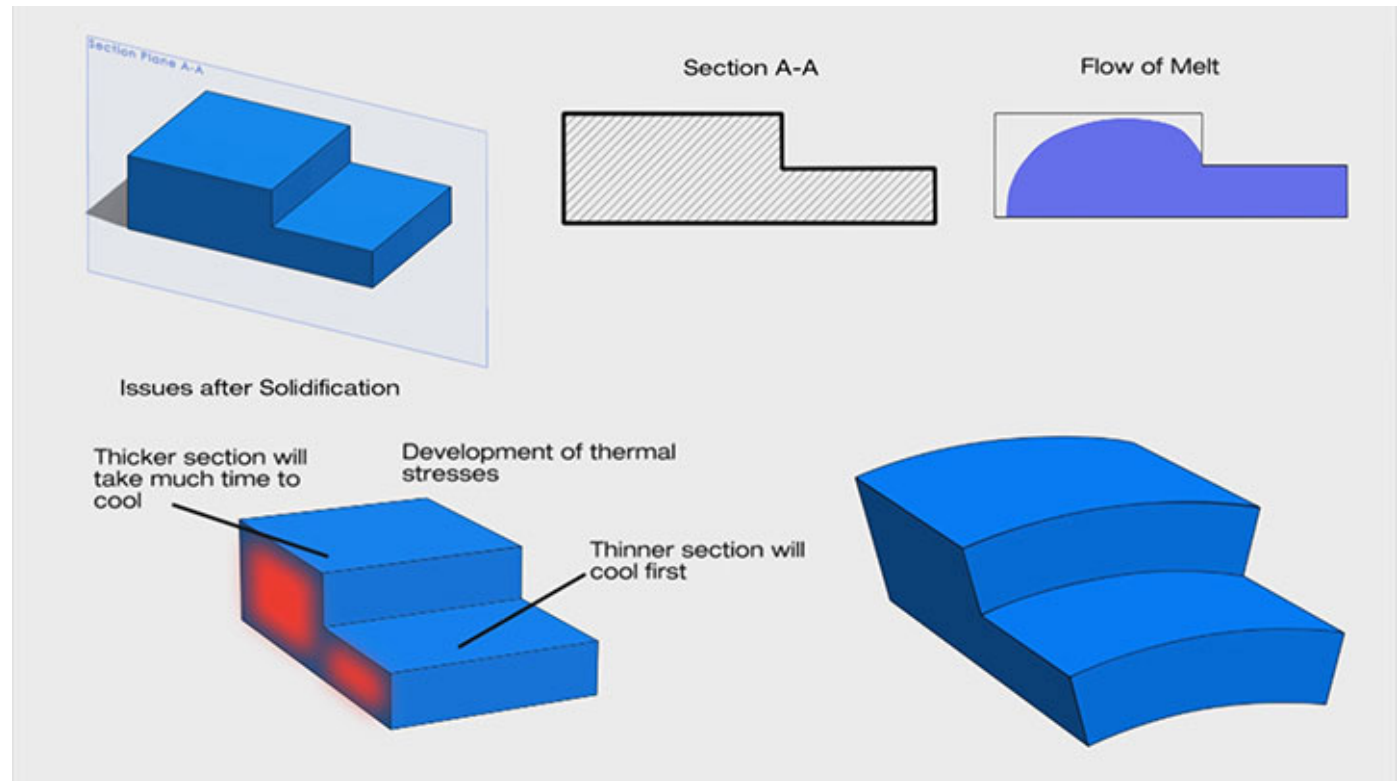 Section Plane A-A
Section A-A
Flow of Melt
Issues after Solidification
Thicker section will
take much time to
cool
Development of thermal
stresses
Thinner section will
cool first